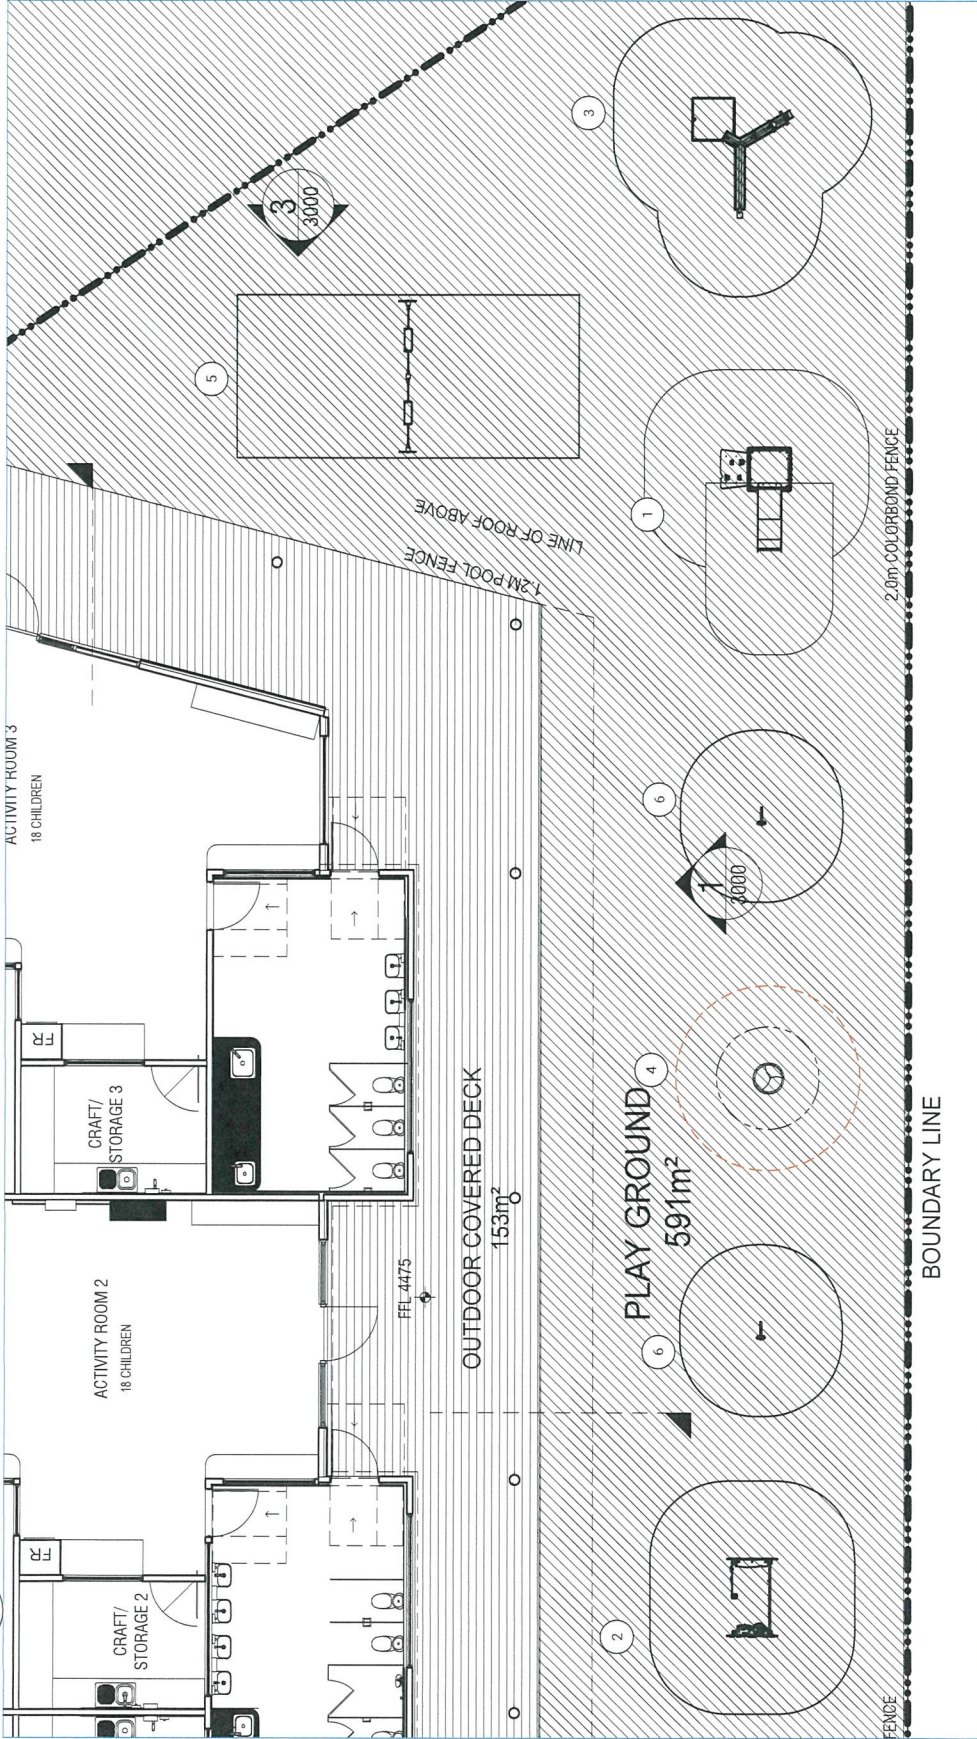 ACTIVITY ROOM 3
18 CHILDREN
FR
CRAFT/
STORAGE 3
ACTIVITY ROOM 2
18 CHILDREN
FR
CRAFT/
STORAGE 2
FFL 4475
OUTDOOR COVERED DECK
153m²
1.2M POOL FENCE
LINE OF ROOF ABOVE
PLAY GROUND
591m²
3
3000
1
3000
5
3
1
6
4
6
2
2.0m COLORBOND FENCE
FENCE
BOUNDARY LINE